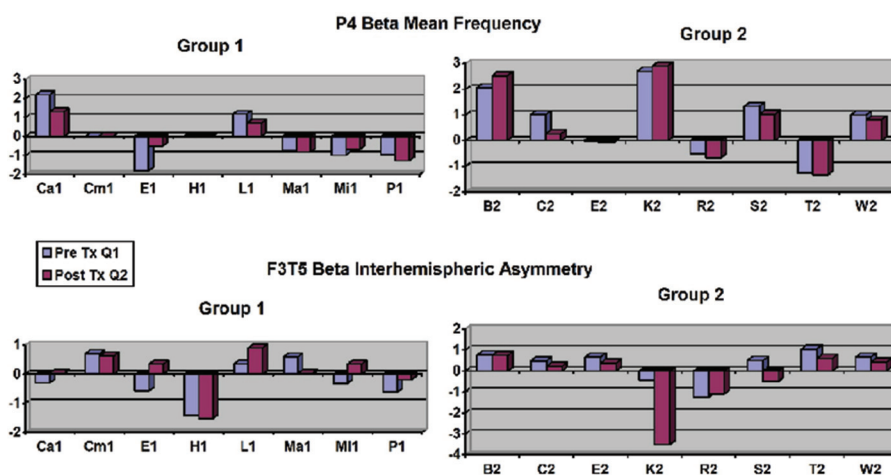 P4 Beta Mean Frequency
Group 1
Group 2
3
2
1
0
-1
-2
Ca1 Cm1 E1 H1 L1 Ma1 Mi1 P1
3
2
1
0
-1
-2
B2 C2 E2 K2 R2 S2 T2 W2
Pre Tx Q1
Post Tx Q2
F3T5 Beta Interhemispheric Asymmetry
Group 1
Group 2
1
0
-1
-2
Ca1 Cm1 E1 H1 L1 Ma1 MI1 P1
2
1
0
-1
-2
-3
-4
B2 C2 E2 K2 R2 S2 T2 W2